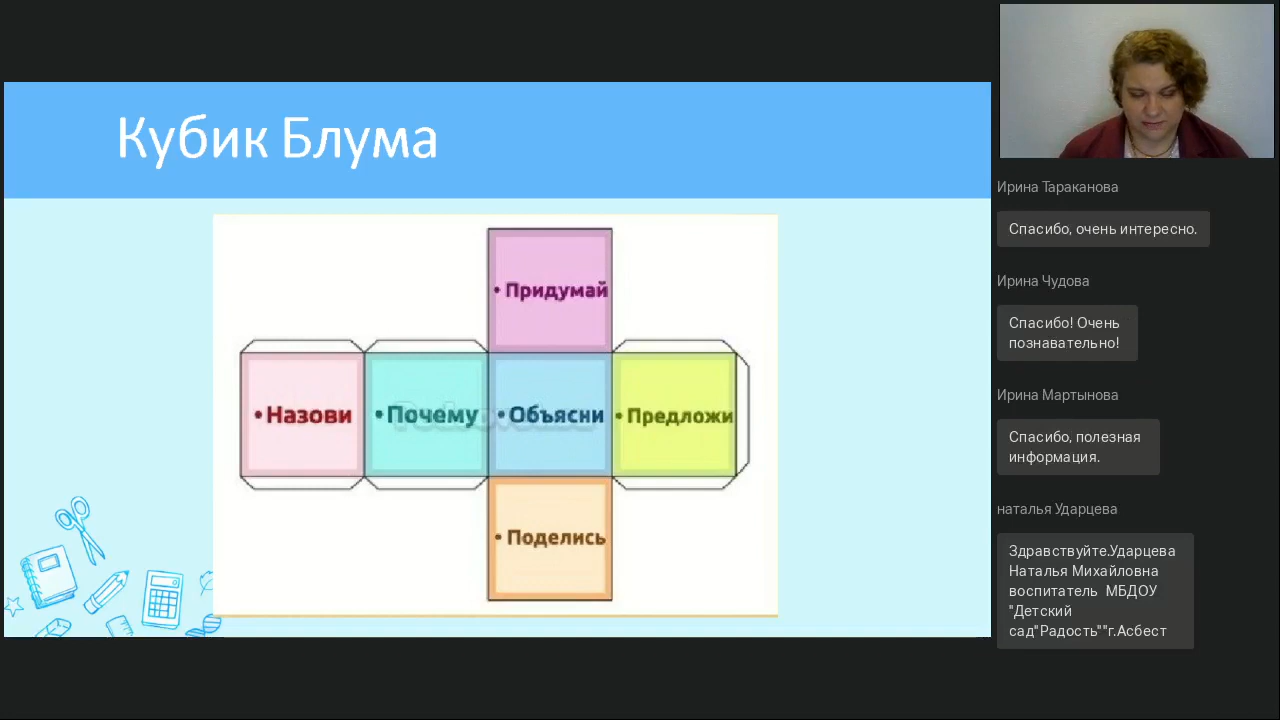 Кубик Блума
• Придумай
• Назови
• Почему
• Объясни
• Предложи
• Поделись
Ирина Тараканова
Спасибо, очень интересно.
Ирина Чудова
Спасибо! Очень
познавательно!
Ирина Мартынова
Спасибо, полезная
информация.
наталья Ударцева
Здравствуйте.Ударцева
Наталья Михайловна
воспитатель  МБДОУ
"Детский
сад"Радость""г.Асбест